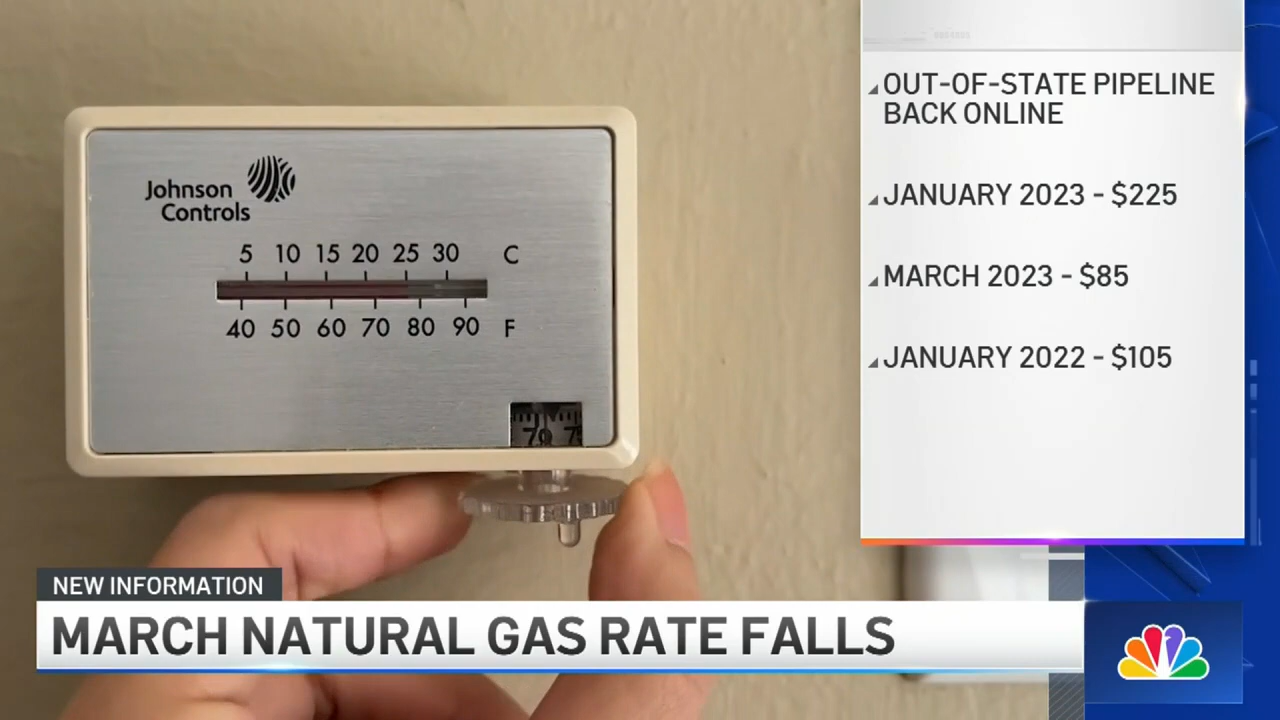 OUT-OF-STATE PIPELINE
BACK ONLINE
JANUARY 2023 - $225
MARCH 2023 - $85
JANUARY 2022 - $105
Johnson
Controls
5 10 15 20 25 30 C
40 50 60 70 80 90 F
70
NEW INFORMATION
MARCH NATURAL GAS RATE FALLS